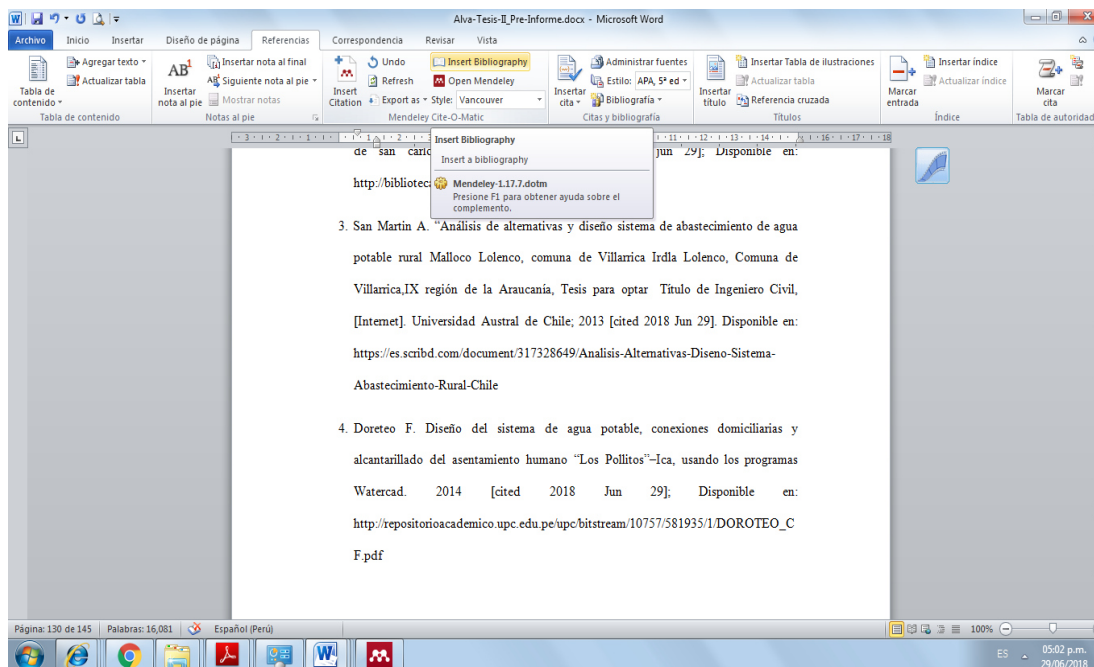 Alva-Tesis-II_Pre-Informe.docx - Microsoft Word
Archivo Inicio Insertar Diseño de página Referencias Correspondencia Revisar Vista
Tabla de contenido
Agregar texto
Actualizar tabla
Tabla de contenido
AB1
Insertar nota al pie
Insertar nota al final
Siguiente nota al pie
Mostrar notas
Notas al pie
Insert Citation
Undo
Refresh
Export as
Insert Bibliography
Open Mendeley
Style: Vancouver
Mendeley Cite-O-Matic
Insertar cita
Administrar fuentes
Estilo: APA, 5ª ed
Bibliografía
Citas y bibliografía
Insertar título
Insertar Tabla de ilustraciones
Actualizar tabla
Referencia cruzada
Títulos
Marcar entrada
Insertar índice
Actualizar índice
Índice
Marcar cita
Tabla de autoridad
Insert Bibliography
Insert a bibliography
Mendeley-1.17.7.dotm
Presione F1 para obtener ayuda sobre el
complemento.
de san carlo jun 29]; Disponible en:
http://bibliotec
3. San Martin A. “Análisis de alternativas y diseño sistema de abastecimiento de agua
potable rural Malloco Lolenco, comuna de Villarrica Irdla Lolenco, Comuna de
Villarrica,IX región de la Araucanía, Tesis para optar Título de Ingeniero Civil,
[Internet]. Universidad Austral de Chile; 2013 [cited 2018 Jun 29]. Disponible en:
https://es.scribd.com/document/317328649/Analisis-Alternativas-Diseno-Sistema-
Abastecimiento-Rural-Chile
4. Doreteo F. Diseño del sistema de agua potable, conexiones domiciliarias y
alcantarillado del asentamiento humano “Los Pollitos”–Ica, usando los programas
Watercad. 2014 [cited 2018 Jun 29]; Disponible en:
http://repositorioacademico.upc.edu.pe/upc/bitstream/10757/581935/1/DOROTEO_C
F.pdf
Página: 130 de 145 Palabras: 16,081 Español (Perú) 100%
ES 05:02 p.m.
29/06/2018